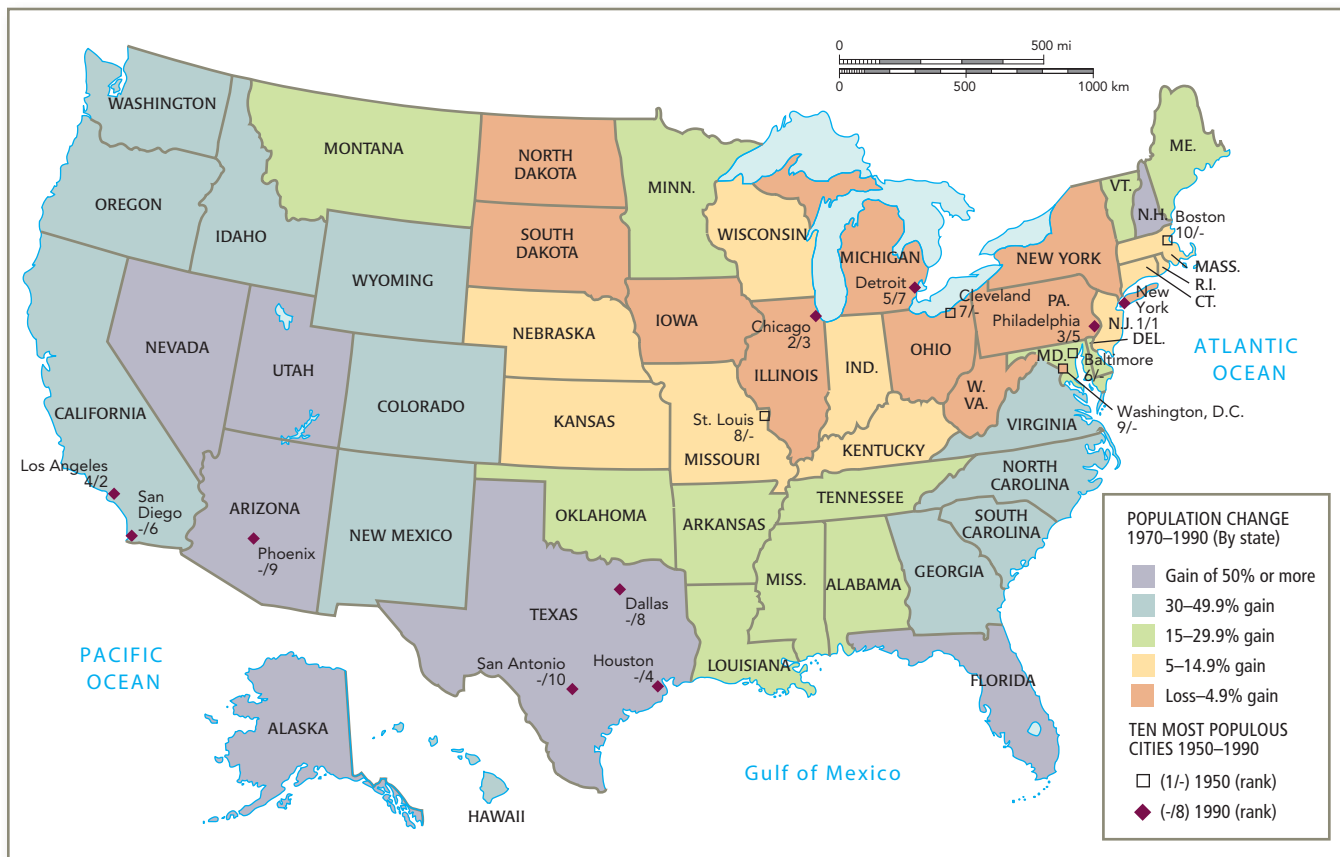 0
500 mi
0
500
1000 km
WASHINGTON
OREGON
IDAHO
MONTANA
WYOMING
NORTH
DAKOTA
SOUTH
DAKOTA
MINN.
WISCONSIN
MICHIGAN
Detroit
5/7
Cleveland
7/-
NEW YORK
VT.
N.H.
ME.
Boston
10/-
MASS.
R.I.
CT.
New
York
1/1
PA.
Philadelphia
3/5
N.J.
DEL.
MD.
Baltimore
6/-
Washington, D.C.
9/-
NEVADA
UTAH
COLORADO
CALIFORNIA
NEBRASKA
KANSAS
IOWA
Chicago
2/3
ILLINOIS
IND.
OHIO
W.
VA.
VIRGINIA
St. Louis
8/-
MISSOURI
KENTUCKY
Los Angeles
4/2
San
Diego
-/6
ARIZONA
Phoenix
-/9
NEW MEXICO
OKLAHOMA
ARKANSAS
TENNESSEE
NORTH
CAROLINA
SOUTH
CAROLINA
GEORGIA
ALABAMA
MISS.
LOUISIANA
TEXAS
Dallas
-/8
San Antonio
-/10
Houston
-/4
FLORIDA
ALASKA
HAWAII
PACIFIC
OCEAN
ATLANTIC
OCEAN
Gulf of Mexico
POPULATION CHANGE
1970–1990 (By state)
Gain of 50% or more
30–49.9% gain
15–29.9% gain
5–14.9% gain
Loss–4.9% gain
TEN MOST POPULOUS
CITIES 1950–1990
(1/-) 1950 (rank)
(-/8) 1990 (rank)